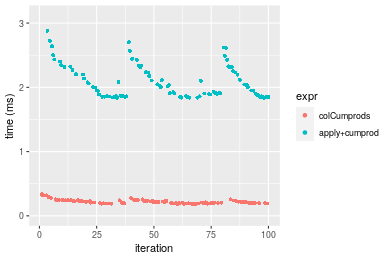 3
2
1
0
time (ms)
0
25
50
75
100
iteration
expr
colCumprods
apply+cumprod